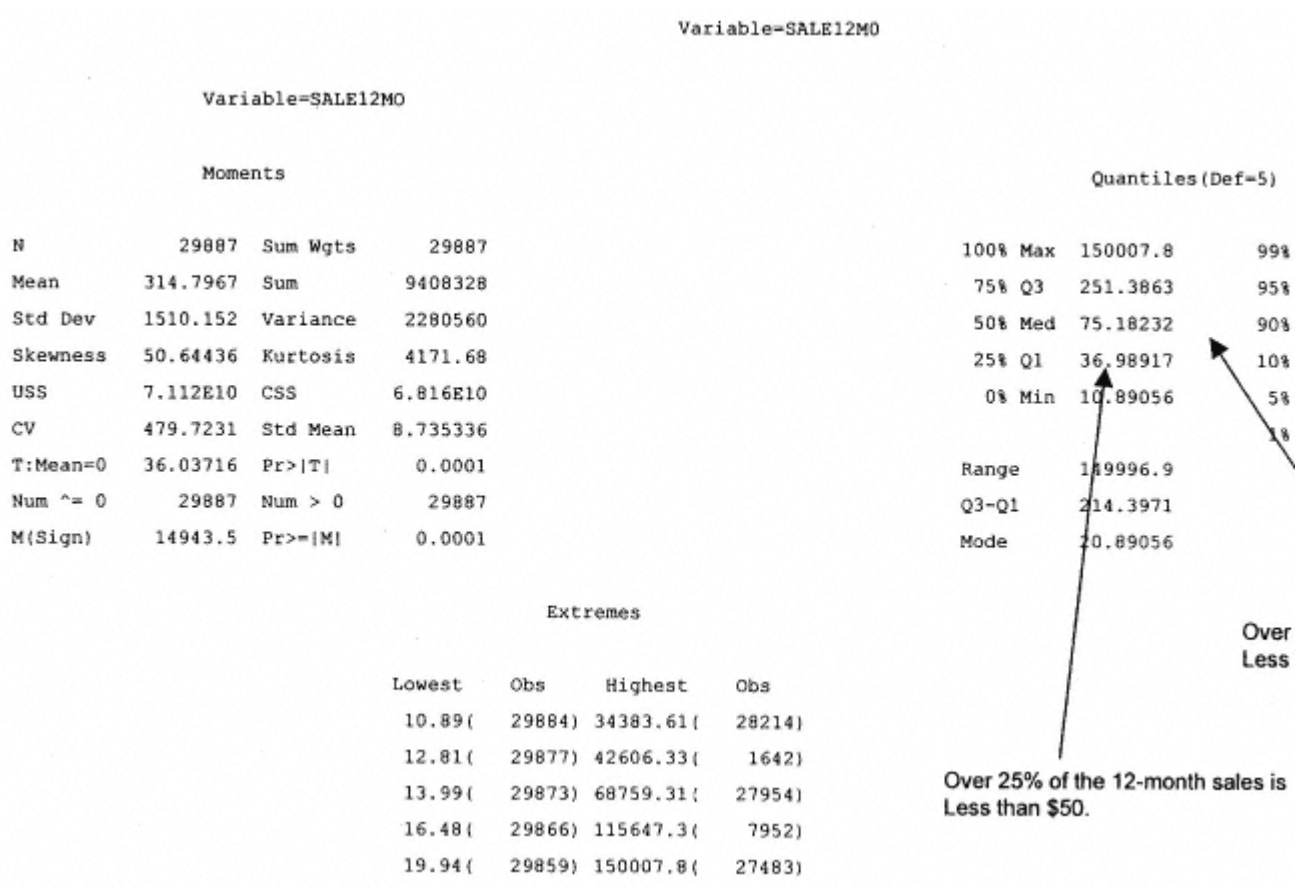 Variable=SALE12MO
Variable=SALE12MO
Moments
N 29887 Sum Wgts 29887
Mean 314.7967 Sum 9408328
Std Dev 1510.152 Variance 2280560
Skewness 50.64436 Kurtosis 4171.68
USS 7.112E10 CSS 6.816E10
CV 479.7231 Std Mean 8.735336
T:Mean=0 36.03716 Pr>|T| 0.0001
Num ^= 0 29887 Num > 0 29887
M(Sign) 14943.5 Pr>=|M| 0.0001
Quantiles(Def=5)
100% Max 150007.8 99%
75% Q3 251.3863 95%
50% Med 75.18232 90%
25% Q1 36.98917 10%
0% Min 10.89056 5%
1%
Range 149996.9
Q3-Q1 214.3971
Mode 20.89056
Extremes
Lowest Obs Highest Obs
10.89( 29884) 34383.61( 28214)
12.81( 29877) 42606.33( 1642)
13.99( 29873) 68759.31( 27954)
16.48( 29866) 115647.3( 7952)
19.94( 29859) 150007.8( 27483)
Over
Less
Over 25% of the 12-month sales is
Less than $50.